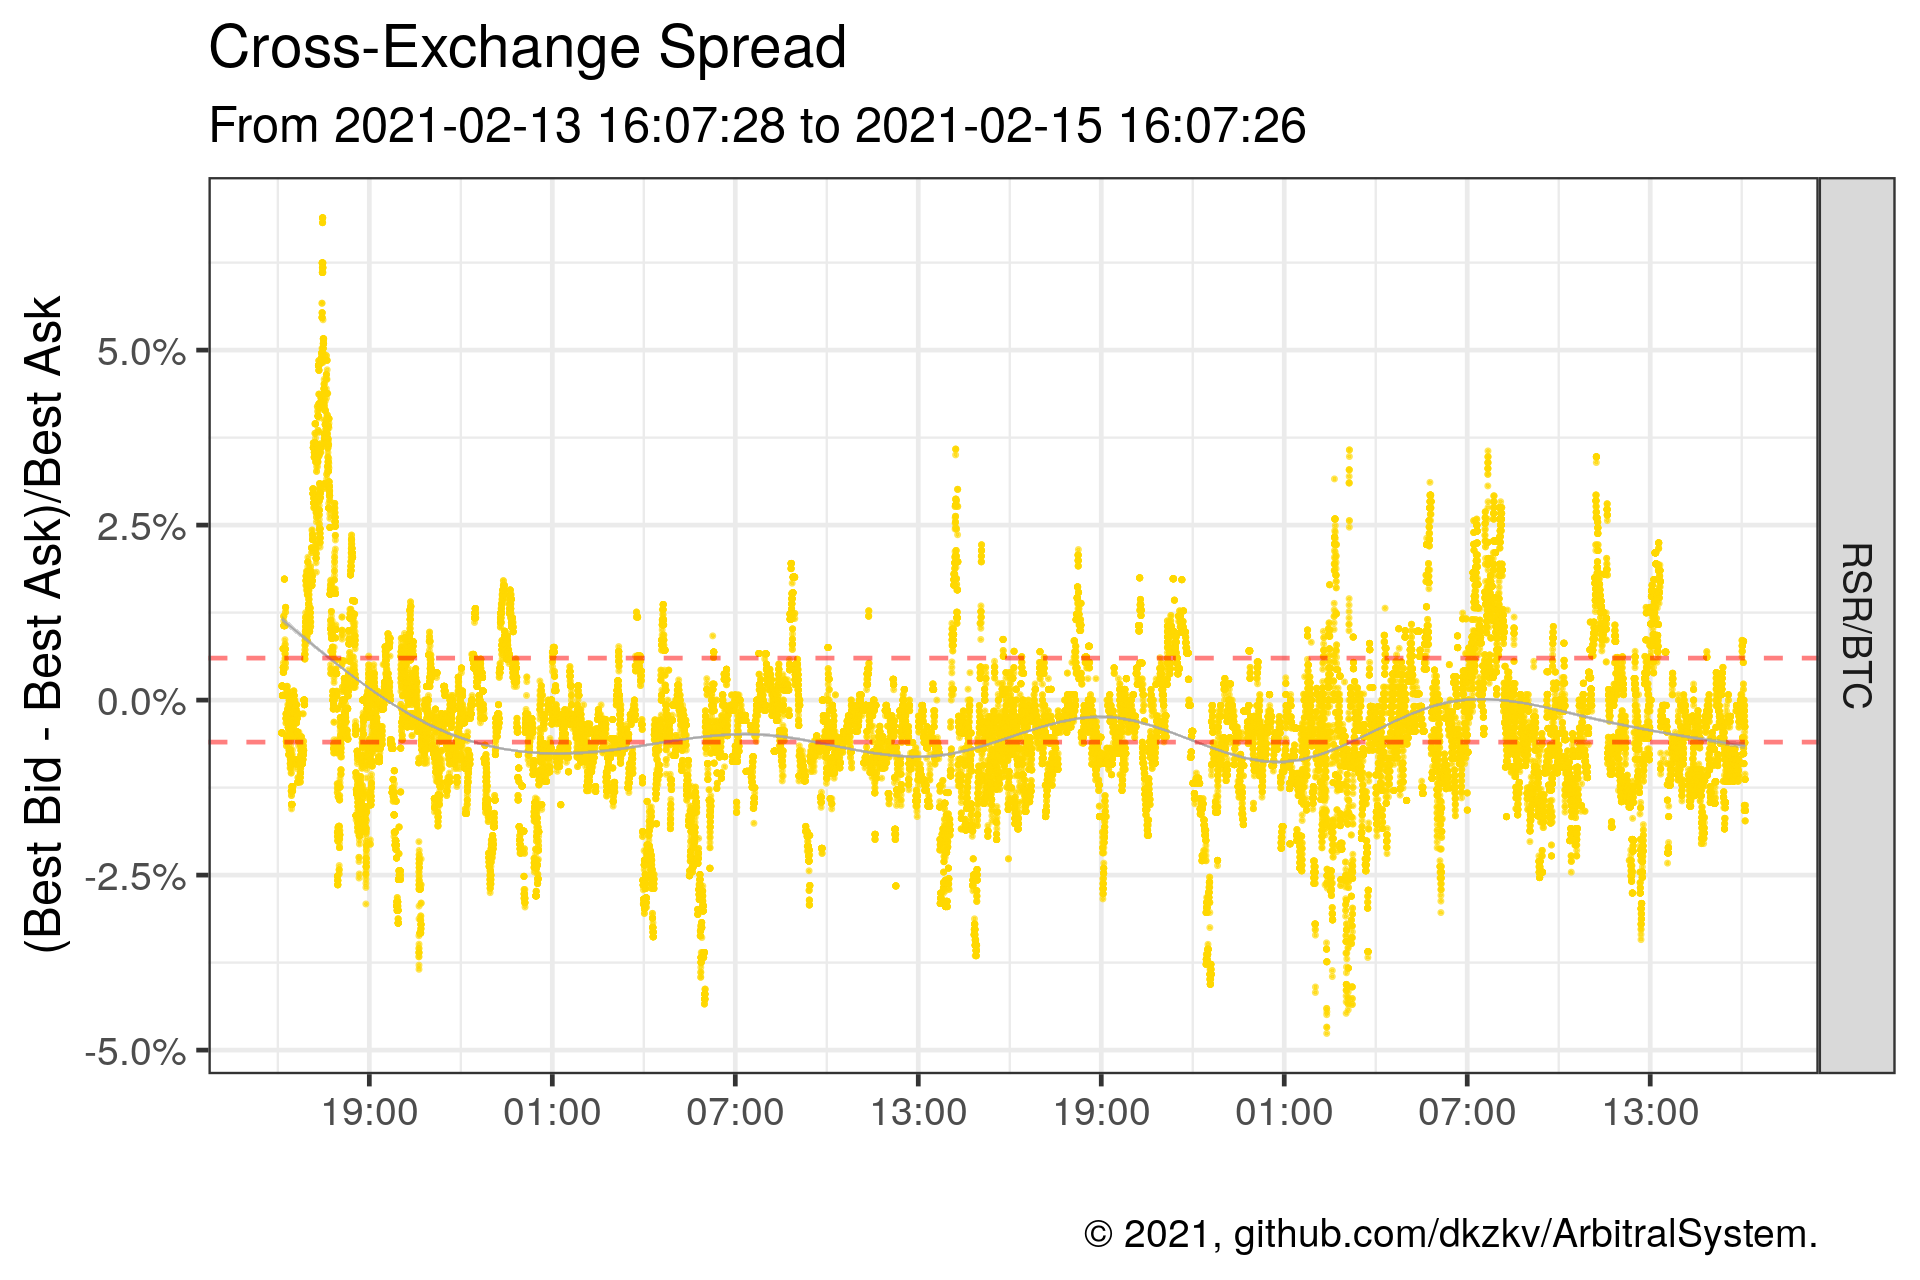 Cross-Exchange Spread
From 2021-02-13 16:07:28 to 2021-02-15 16:07:26
(Best Bid - Best Ask)/Best Ask
5.0%
2.5%
0.0%
-2.5%
-5.0%
RSR/BTC
19:00 01:00 07:00 13:00 19:00 01:00 07:00 13:00
© 2021, github.com/dkzkv/ArbitralSystem.